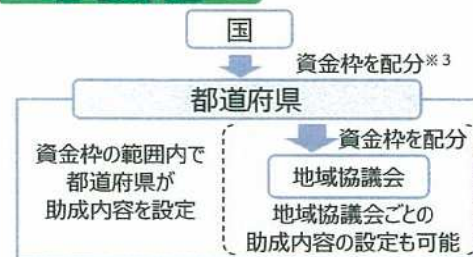 国
資金枠を配分※3
都道府県
資金枠の範囲内で
都道府県が
助成内容を設定
資金枠を配分
地域協議会
地域協議会ごとの
助成内容の設定も可能